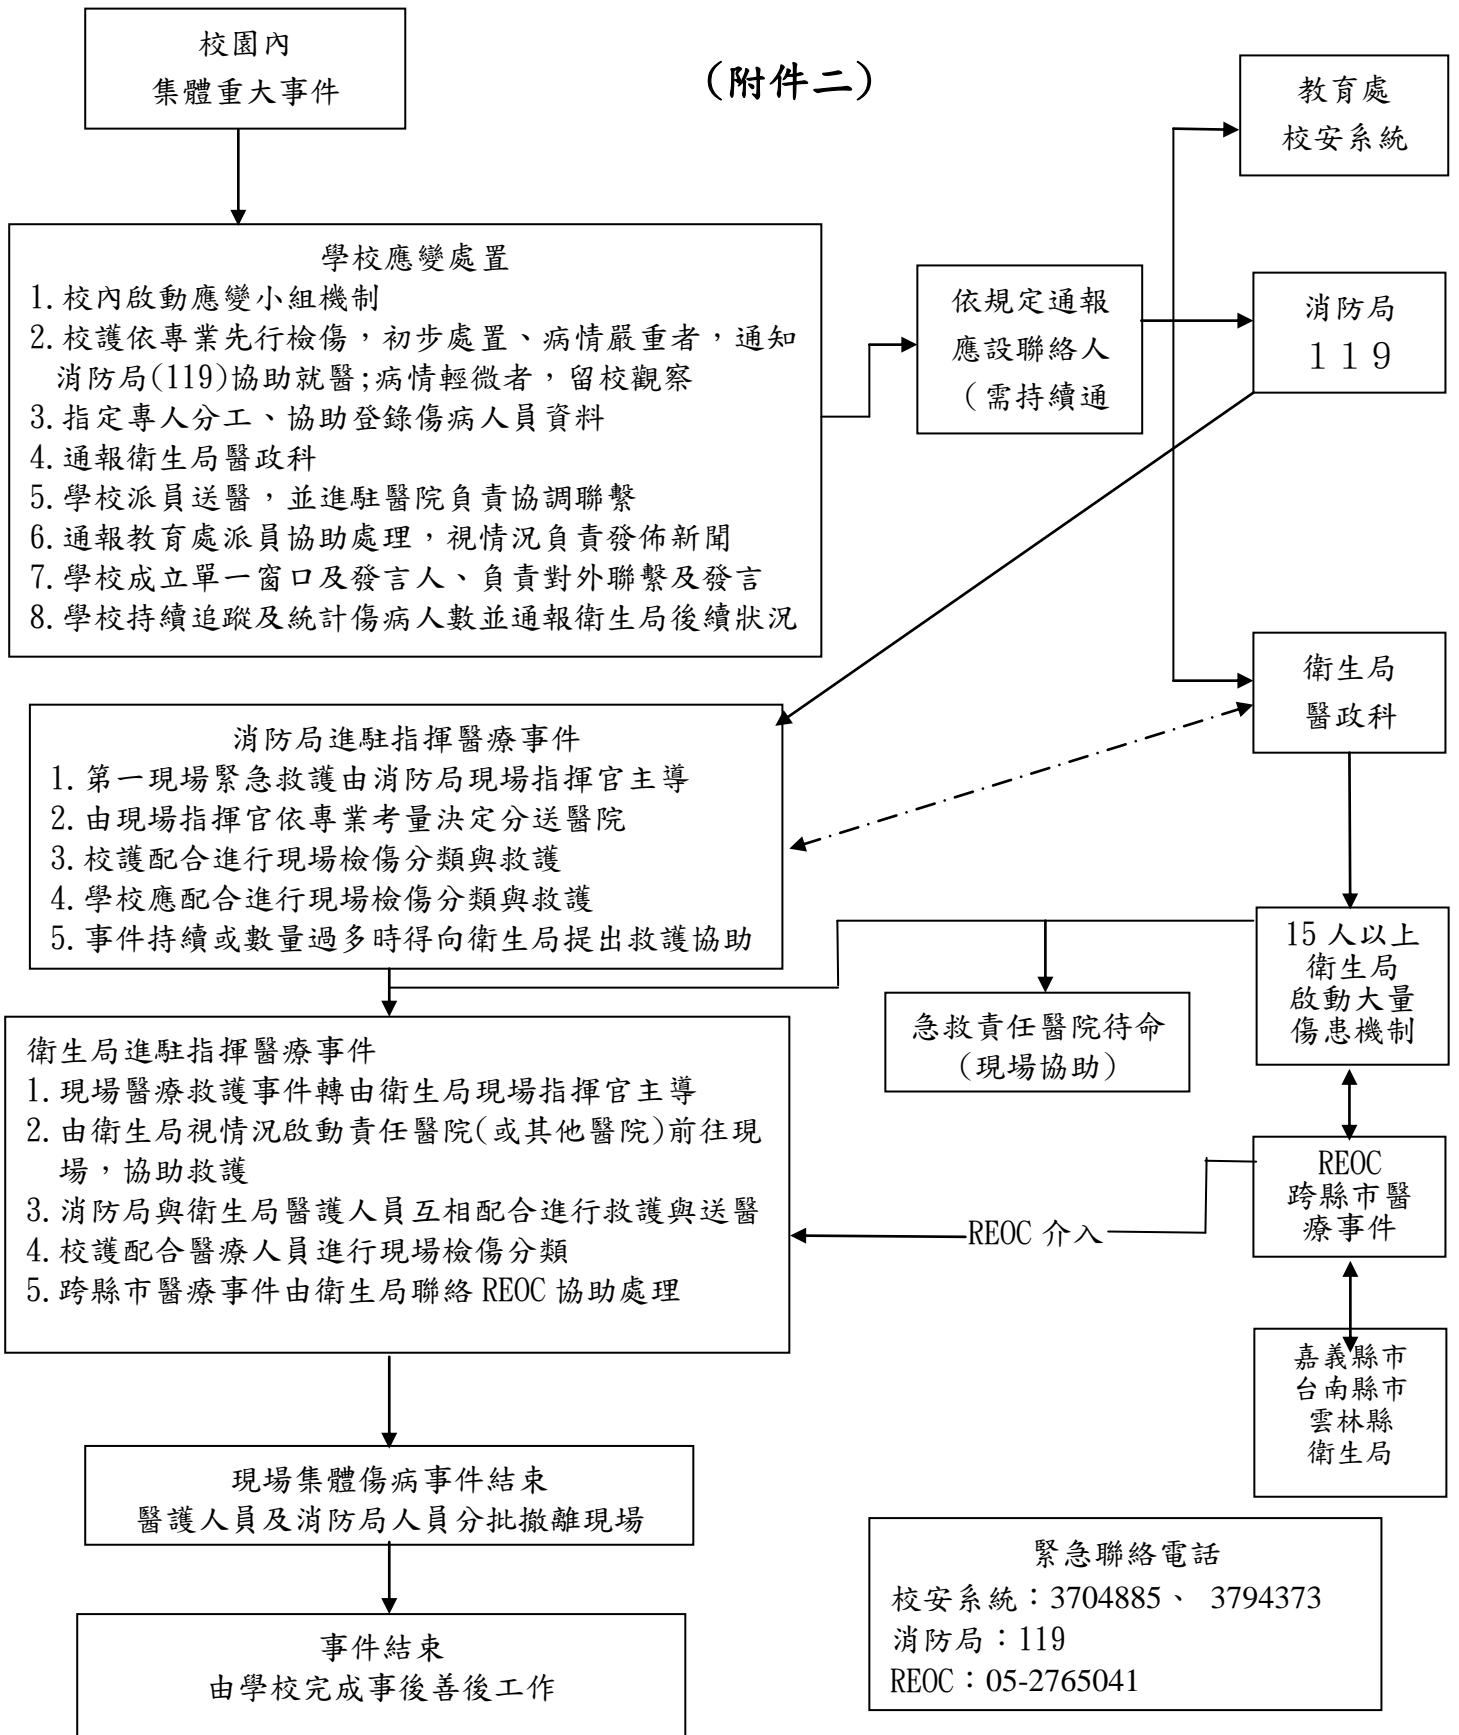 校園內
集體重大事件
(附件二)
教育處
校安系統
學校應變處置
1.校內啟動應變小組機制
2.校護依專業先行檢傷，初步處置、病情嚴重者，通知
消防局(119)協助就醫;病情輕微者，留校觀察
3.指定專人分工、協助登錄傷病人員資料
4.通報衛生局醫政科
5.學校派員送醫，並進駐醫院負責協調聯繫
6.通報教育處派員協助處理，視情況負責發佈新聞
7.學校成立單一窗口及發言人、負責對外聯繫及發言
8.學校持續追蹤及統計傷病人數並通報衛生局後續狀況
依規定通報
應設聯絡人
（需持續通
消防局
１１９
衛生局
醫政科
消防局進駐指揮醫療事件
1.第一現場緊急救護由消防局現場指揮官主導
2.由現場指揮官依專業考量決定分送醫院
3.校護配合進行現場檢傷分類與救護
4.學校應配合進行現場檢傷分類與救護
5.事件持續或數量過多時得向衛生局提出救護協助
15人以上
衛生局
啟動大量
傷患機制
急救責任醫院待命
(現場協助)
衛生局進駐指揮醫療事件
1.現場醫療救護事件轉由衛生局現場指揮官主導
2.由衛生局視情況啟動責任醫院(或其他醫院)前往現
場，協助救護
3.消防局與衛生局醫護人員互相配合進行救護與送醫
4.校護配合醫療人員進行現場檢傷分類
5.跨縣市醫療事件由衛生局聯絡REOC協助處理
REOC
跨縣市醫
療事件
REOC 介入
嘉義縣市
台南縣市
雲林縣
衛生局
現場集體傷病事件結束
醫護人員及消防局人員分批撤離現場
緊急聯絡電話
校安系統：3704885、 3794373
消防局：119
REOC：05-2765041
事件結束
由學校完成事後善後工作